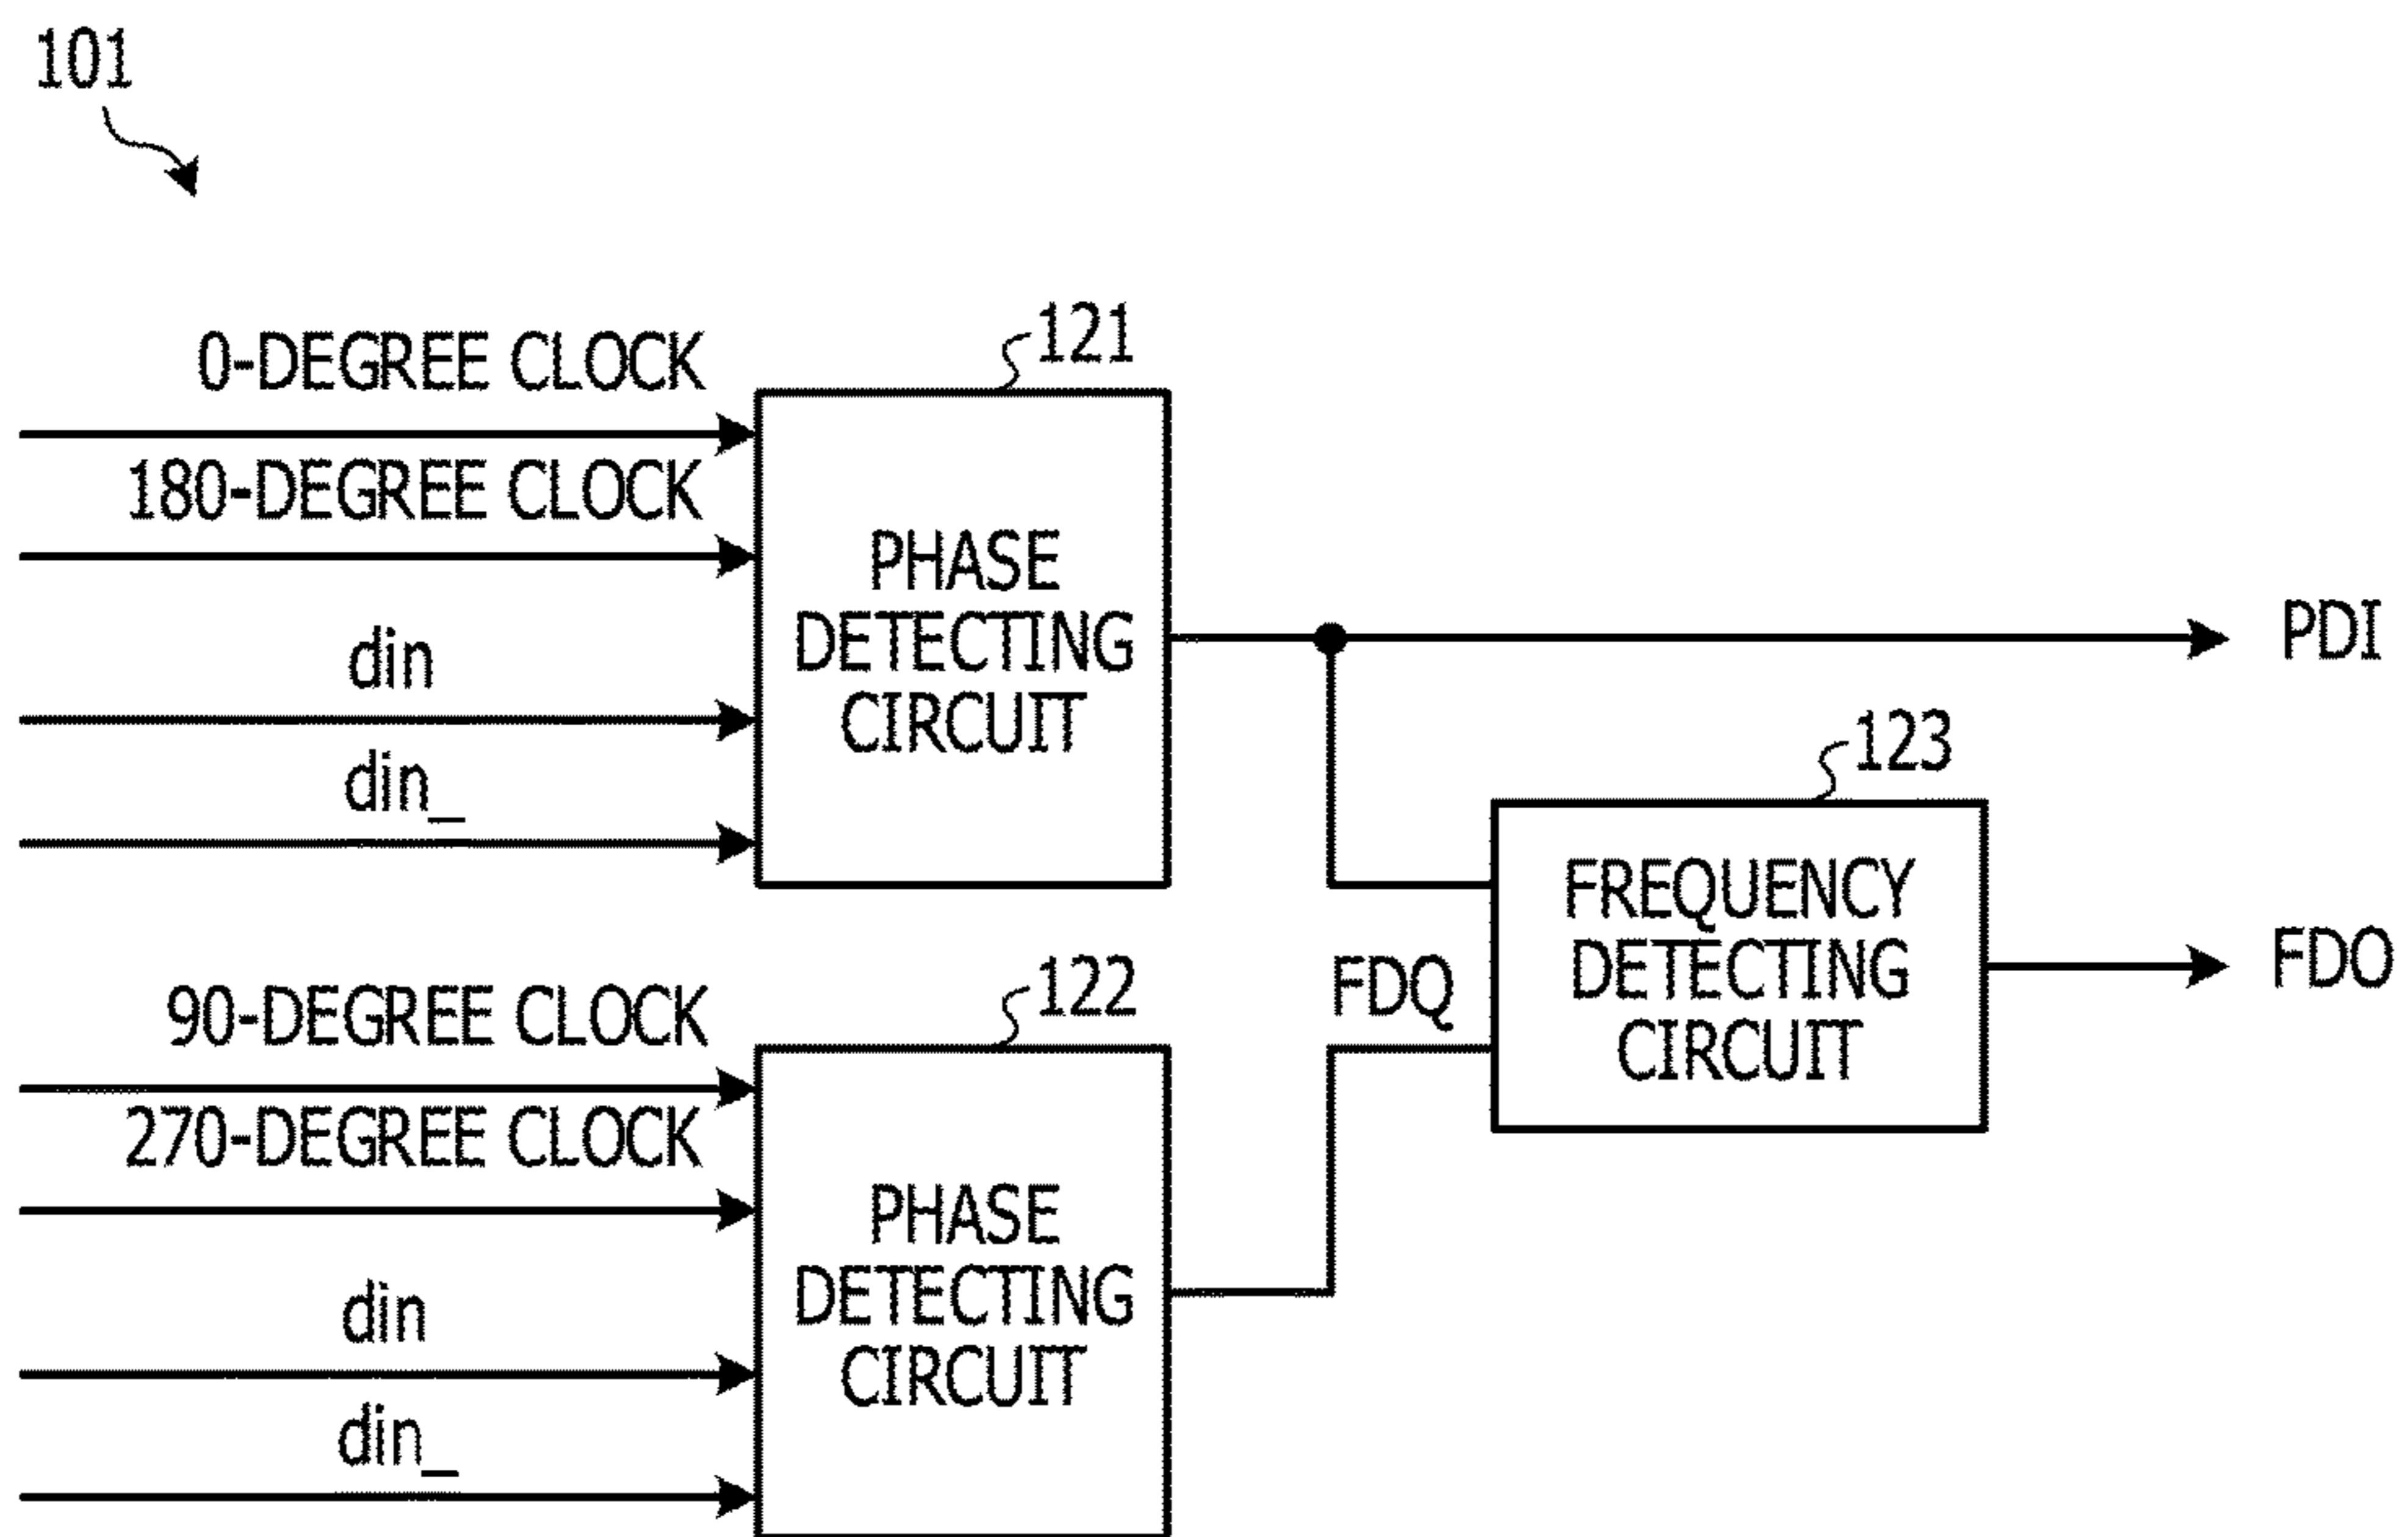 101
0-DEGREE CLOCK
121
180-DEGREE CLOCK
din
din_
PHASE
DETECTING
CIRCUIT
PDI
123
FREQUENCY
DETECTING
CIRCUIT
FDQ
FDO
90-DEGREE CLOCK
122
270-DEGREE CLOCK
din
din_
PHASE
DETECTING
CIRCUIT